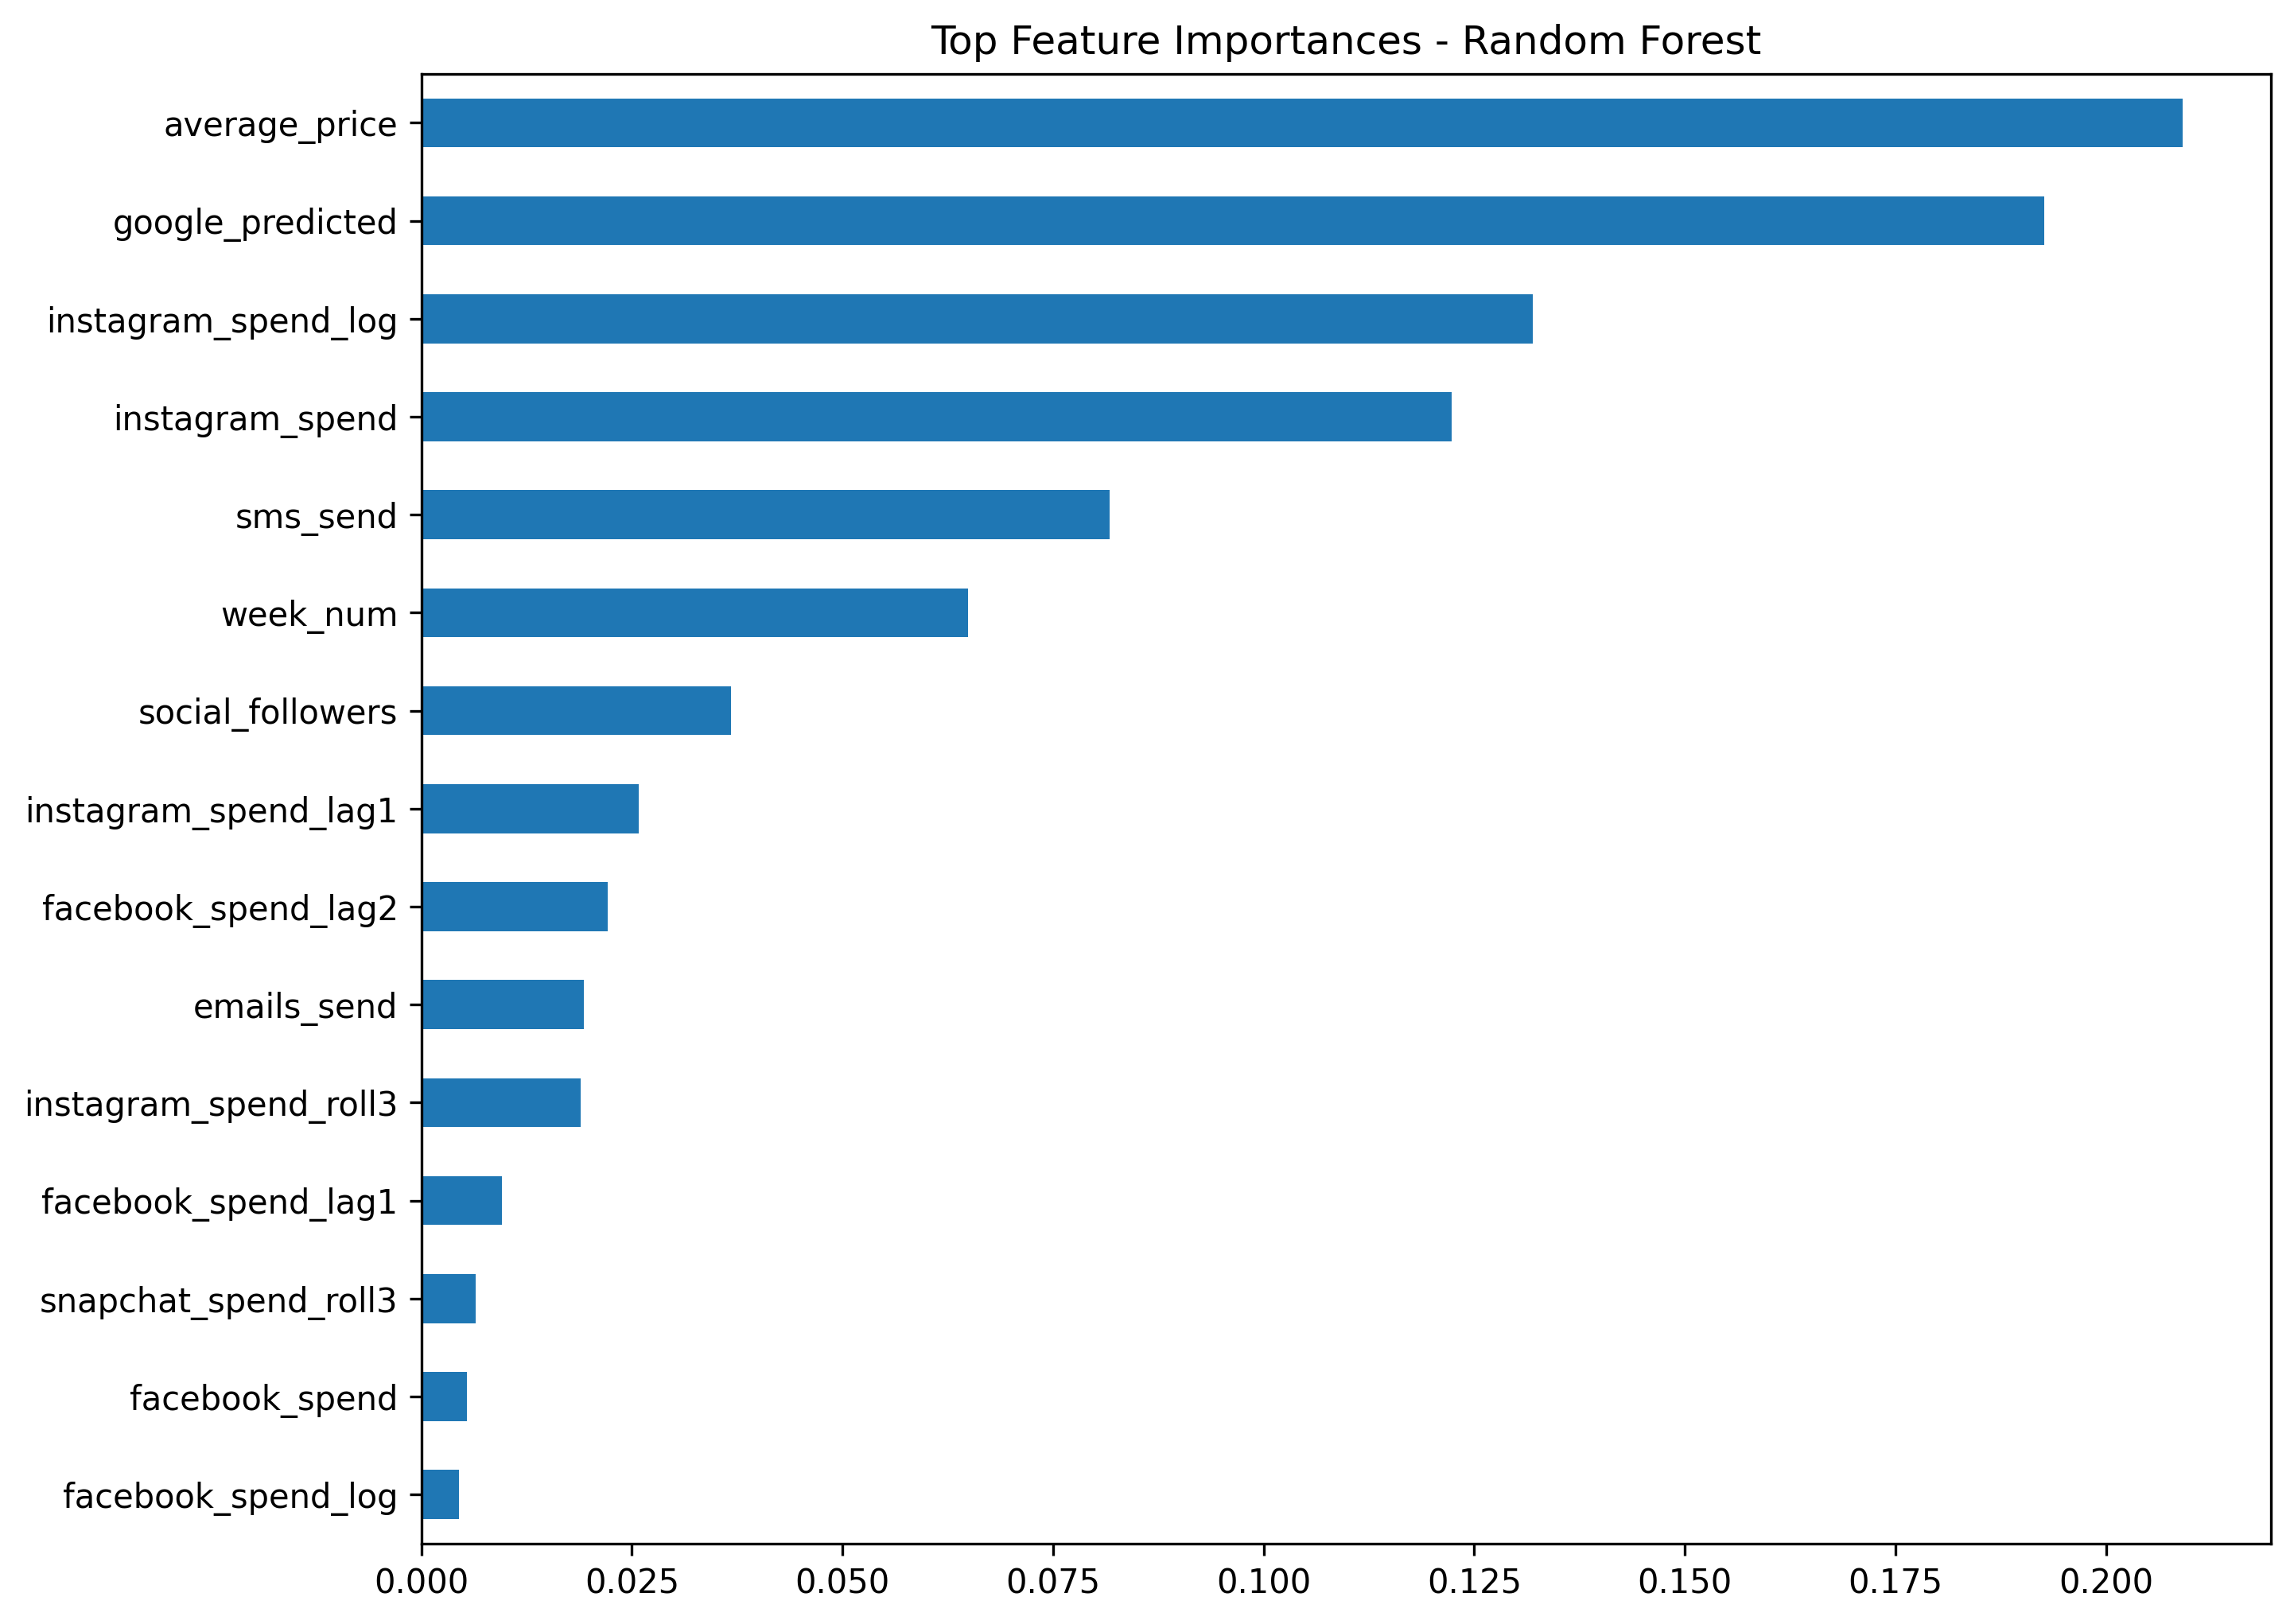 Top Feature Importances - Random Forest
average_price
google_predicted
instagram_spend_log
instagram_spend
sms_send
week_num
social_followers
instagram_spend_lag1
facebook_spend_lag2
emails_send
instagram_spend_roll3
facebook_spend_lag1
snapchat_spend_roll3
facebook_spend
facebook_spend_log
0.000 0.025 0.050 0.075 0.100 0.125 0.150 0.175 0.200